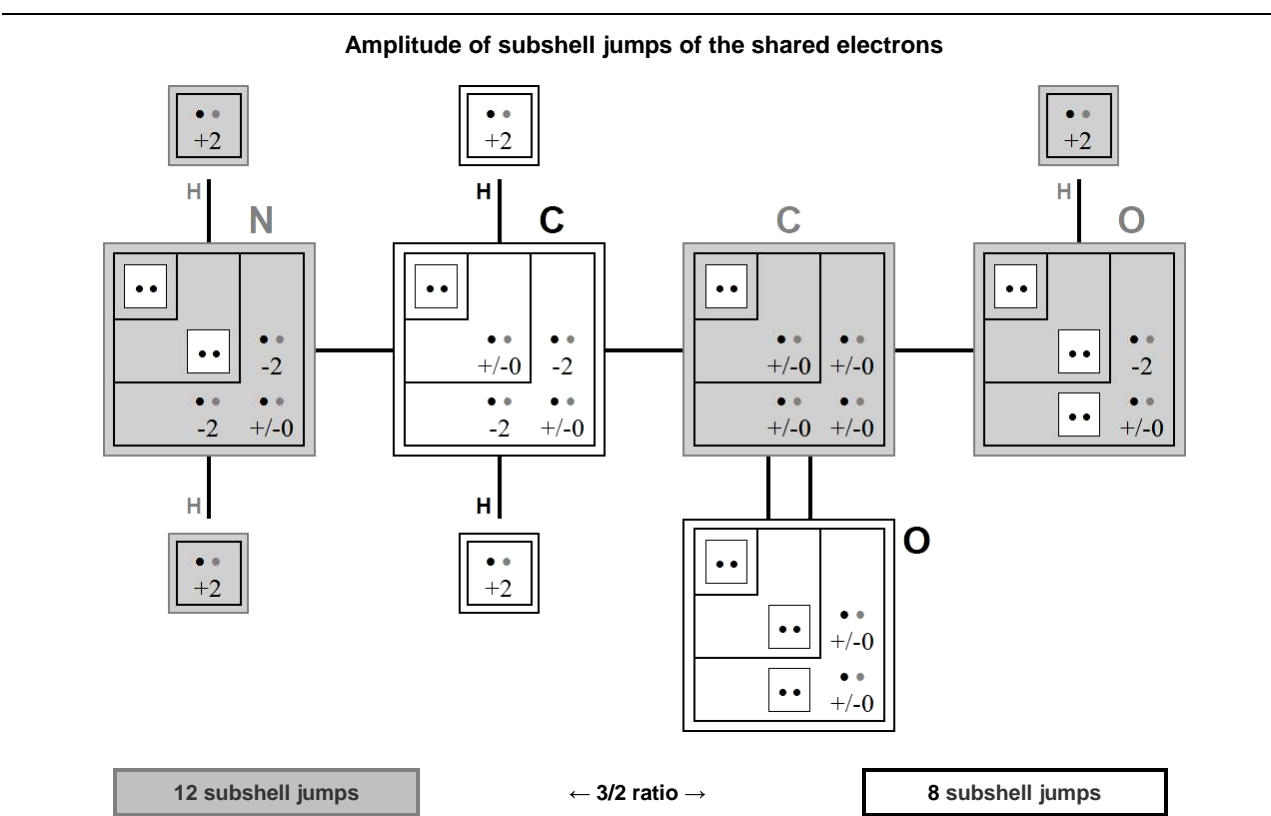 Amplitude of subshell jumps of the shared electrons
+2 +2 +2
H H H
N C C O
-2 +/-0 -2 +/-0 +/-0 -2
-2 +/-0 -2 +/-0 +/-0 +/-0 +/-0
H H
O
+2 +2
+/-0
+/-0
12 subshell jumps ← 3/2 ratio → 8 subshell jumps